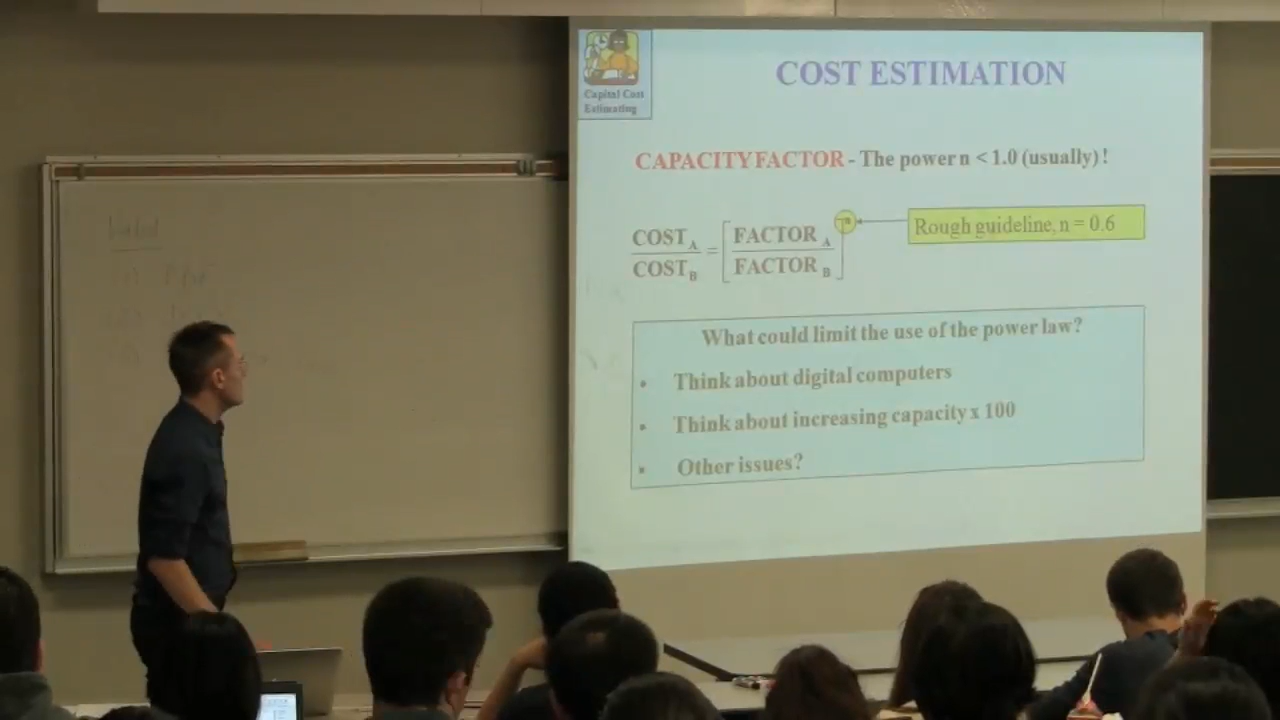 Capital Cost
Estimating
COST ESTIMATION
CAPACITY FACTOR - The power n < 1.0 (usually) !
COST A
COST B
=
FACTOR A
FACTOR B
n
Rough guideline, n = 0.6
What could limit the use of the power law?
• Think about digital computers
• Think about increasing capacity x 100
• Other issues?